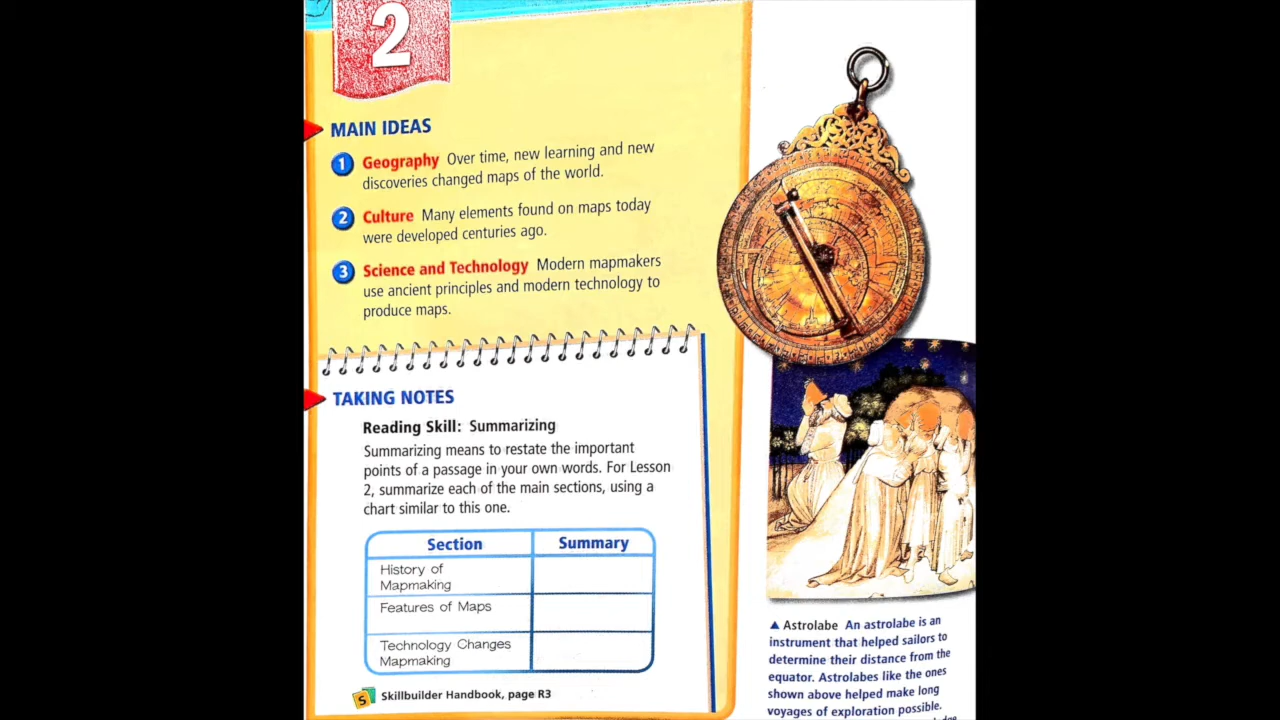 2
MAIN IDEAS
1 Geography Over time, new learning and new
discoveries changed maps of the world.
2 Culture Many elements found on maps today
were developed centuries ago.
3 Science and Technology Modern mapmakers
use ancient principles and modern technology to
produce maps.
TAKING NOTES
Reading Skill: Summarizing
Summarizing means to restate the important
points of a passage in your own words. For Lesson
2, summarize each of the main sections, using a
chart similar to this one.
Section Summary
History of
Mapmaking
Features of Maps
Technology Changes
Mapmaking
S Skillbuilder Handbook, page R3
▲ Astrolabe An astrolabe is an
instrument that helped sailors to
determine their distance from the
equator. Astrolabes like the ones
shown above helped make long
voyages of exploration possible.